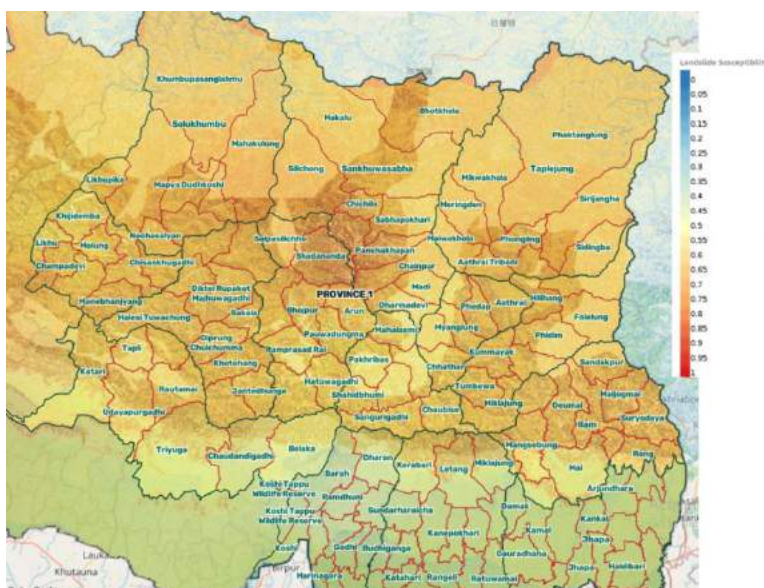 Landslide Susceptibilit
0
0.05
0.1
0.15
0.2
0.25
0.3
0.35
0.4
0.45
0.5
0.55
0.6
0.65
0.7
0.75
0.8
0.85
0.9
0.95
1
Khumbupasanglahmu
Solukhumbu
Mahakulung
Makalu
Bhotkhola
Phaktanglung
Silichong
Sankhuwasabha
Mikwakhola
Taplejung
Likhupike
Mapya Dudhkoshi
Chichila
Meringden
Sirijangha
Khijidemba
Sabhapokhari
Likhu
Molung
Nechasalyan
Salpasilichho
Maiwakhola
Phungling
Champadevi
Chisankhugadhi
Shadananda
Panchakhapan
Sidingba
Aathrai Tribeni
Chainpur
Diktel Rupakot
Majhuwagadhi
Madi
Manebhanjyang
PROVINCE 1
Hilihang
Halesi Tuwachung
Sakela
Bhojpur
Arun
Dharmadevi
Phedap
Aathrai
Falelung
Pauwadungma
Mahalaxmi
Myanglung
Phidim
Tapli
Diprung
Chuichumma
Ramprasad Rai
Pakhribas
Kummayak
Katari
Khotehang
Chhathar
Sandakpur
Rautamai
Jantedhunga
Hatuwagadhi
Tumbewa
Maijogmai
Shahidbhumi
Miklajung
Deumai
Udayapurgadhi
Chaubise
Suryodaya
Sangurigadhi
Ilam
Mangsebung
Triyuga
Chaudandigadhi
Belaka
Dharan
Kerabari
Letang
Miklajung
Mai
Rong
Koshi Tappu
Wildlife Reserve
Barah
Arjundhara
Ramdhuni
Sundarharaicha
Damak
Kankai
Koshi Tappu
Wildlife Reserve
Kanepokhari
Kamal
Jhapa
Koshi
Gadhi
Budhiganga
Gauradhaha
Jhapa
Haldibari
Harinagara
Katahari
Rangeli
Ratuwamai
Khutauna